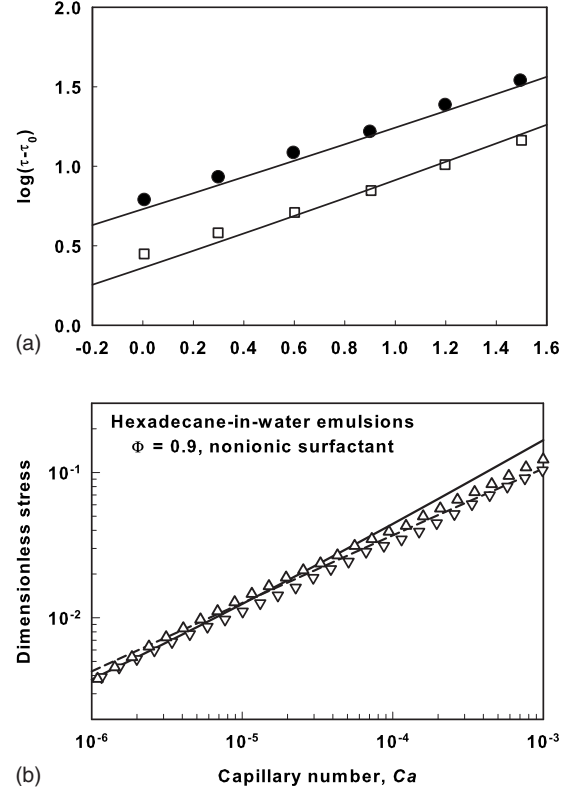 2.0
1.5
1.0
0.5
0.0
log(τ-τ0)
(a)
-0.2 0.0 0.2 0.4 0.6 0.8 1.0 1.2 1.4 1.6
Hexadecane-in-water emulsions
Φ = 0.9, nonionic surfactant
10-1
10-2
Dimensionless stress
10-6 10-5 10-4 10-3
(b)
Capillary number, Ca